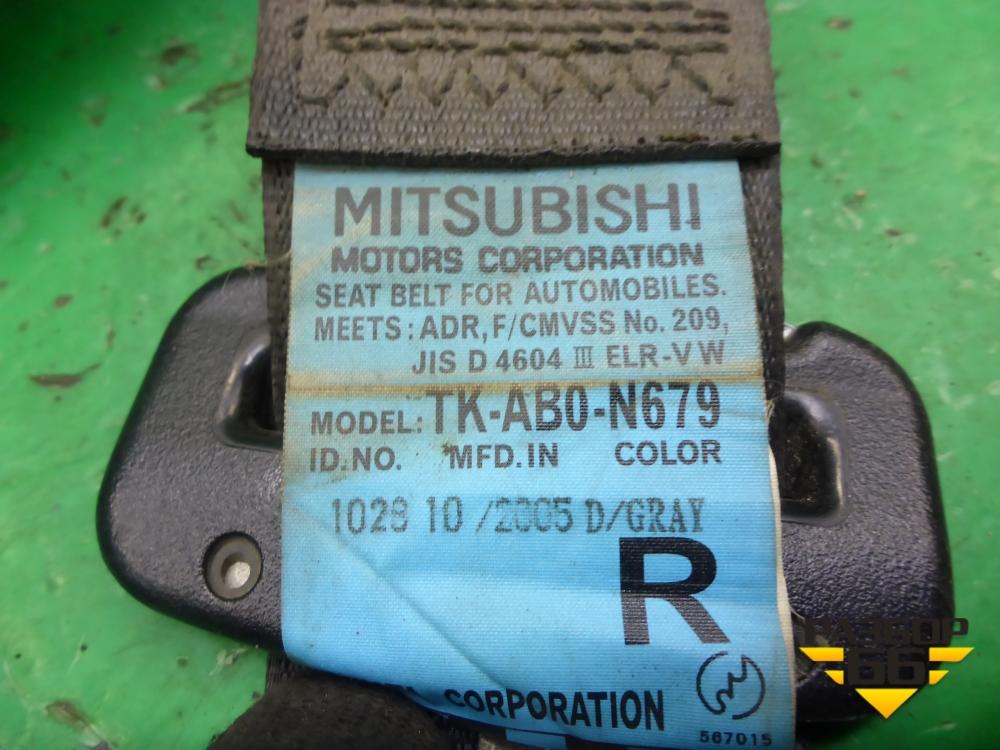 MITSUBISHI
MOTORS CORPORATION
SEAT BELT FOR AUTOMOBILES.
MEETS: ADR, F/CMVSS No. 209,
JIS D 4604 III ELR-VW
MODEL: TK-AB0-N679
ID.NO. MFD.IN COLOR
1028 10 /2005 D/GRAY
R
CORPORATION
567015
РАЗБОР
66